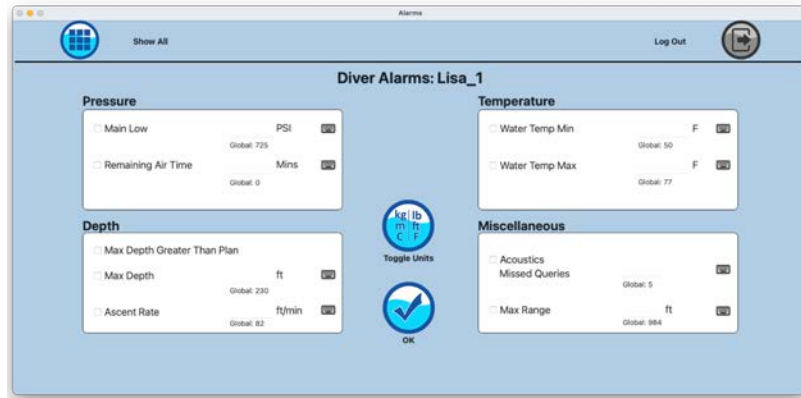 Alarms
Show All
Log Out
Diver Alarms: Lisa_1
Pressure
Main Low PSI
Global: 725
Remaining Air Time Mins
Global: 0
Temperature
Water Temp Min F
Global: 50
Water Temp Max F
Global: 77
Depth
Max Depth Greater Than Plan
Max Depth ft
Global: 230
Ascent Rate ft/min
Global: 82
kg lb
m ft
C F
Toggle Units
OK
Miscellaneous
Acoustics
Missed Queries
Global: 5
Max Range ft
Global: 984